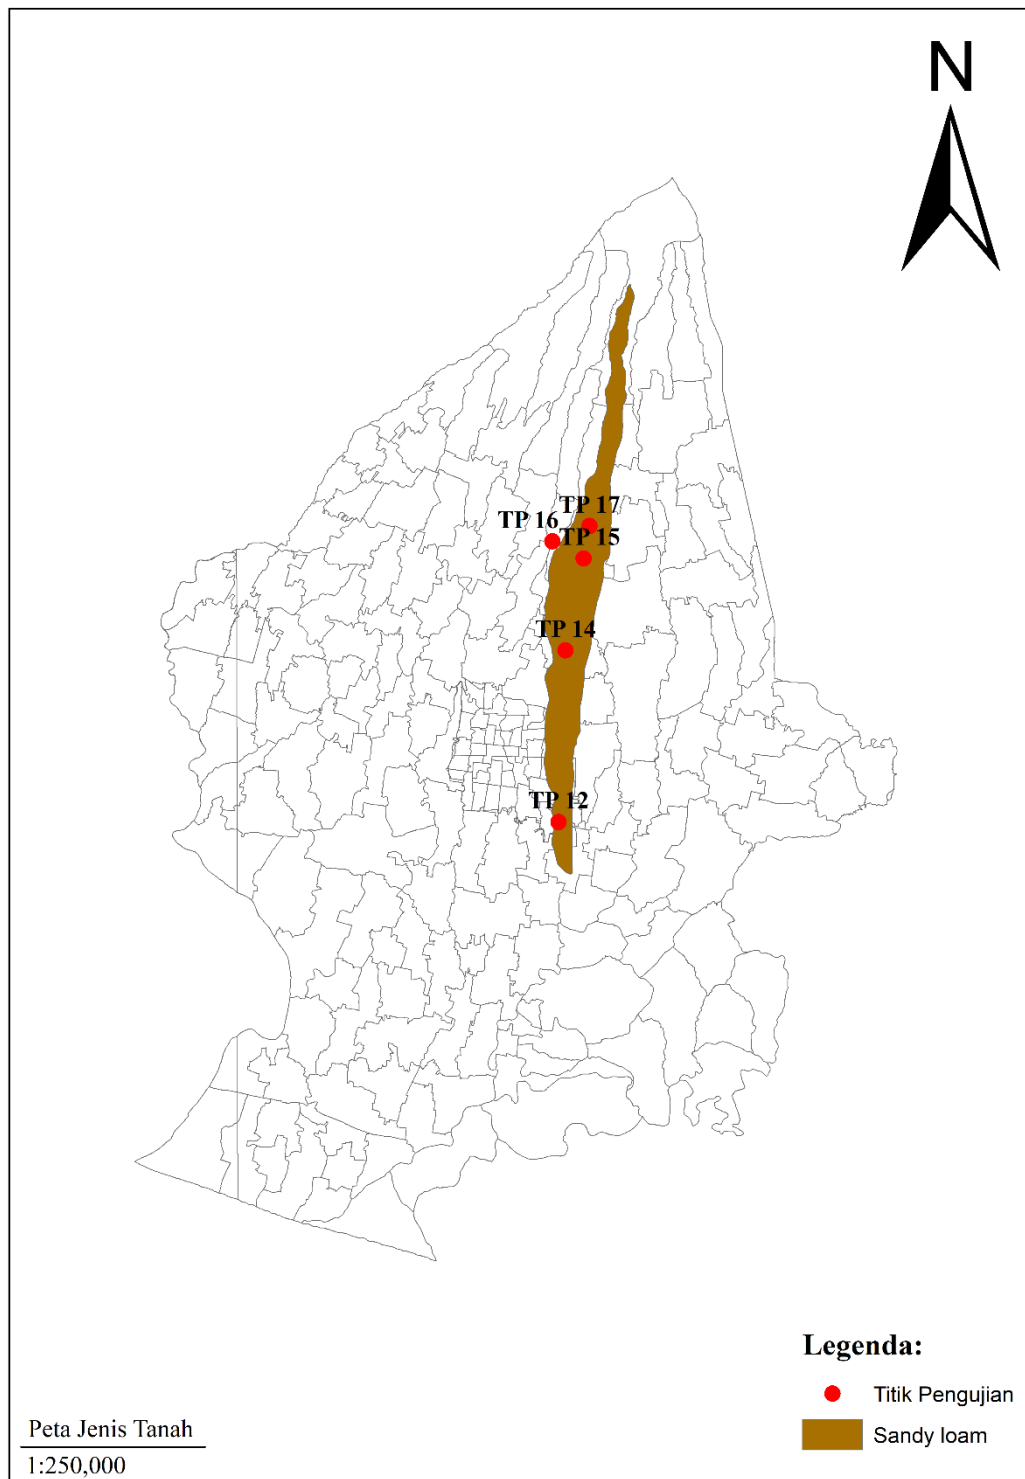 N
TP 17
TP 16
TP 15
TP 14
TP 12
Legenda:
Titik Pengujian
Sandy loam
Peta Jenis Tanah
1:250,000